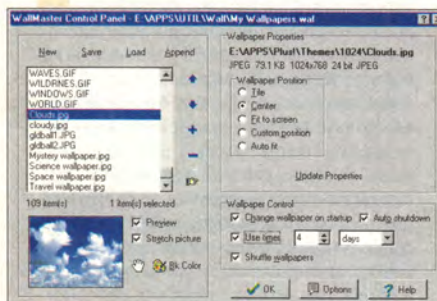 WallMaster Control Panel - E:\APPS\UTIL\Wall\My Wallpapers.wal
New Save Load Append
WAVES.GIF
WILDRNES.GIF
WINDOWS.GIF
WORLD.GIF
Clouds.jpg
cloudy.jpg
gldball1.JPG
gldball2.JPG
Mystery wallpaper.jpg
Science wallpaper.jpg
Space wallpaper.jpg
Travel wallpaper.jpg
109 item(s) 1 item(s) selected
Preview
Stretch picture
Bk Color
Wallpaper Properties
E:\APPS\Plus!\Themes\1024\Clouds.jpg
JPEG 79.1 KB 1024x768 24 bit JPEG
Wallpaper Position
Tile
Center
Fit to screen
Custom position
Auto fit
Update Properties
Wallpaper Control
Change wallpaper on startup Auto shutdown
Use timer 4 days
Shuffle wallpapers
OK Options Help